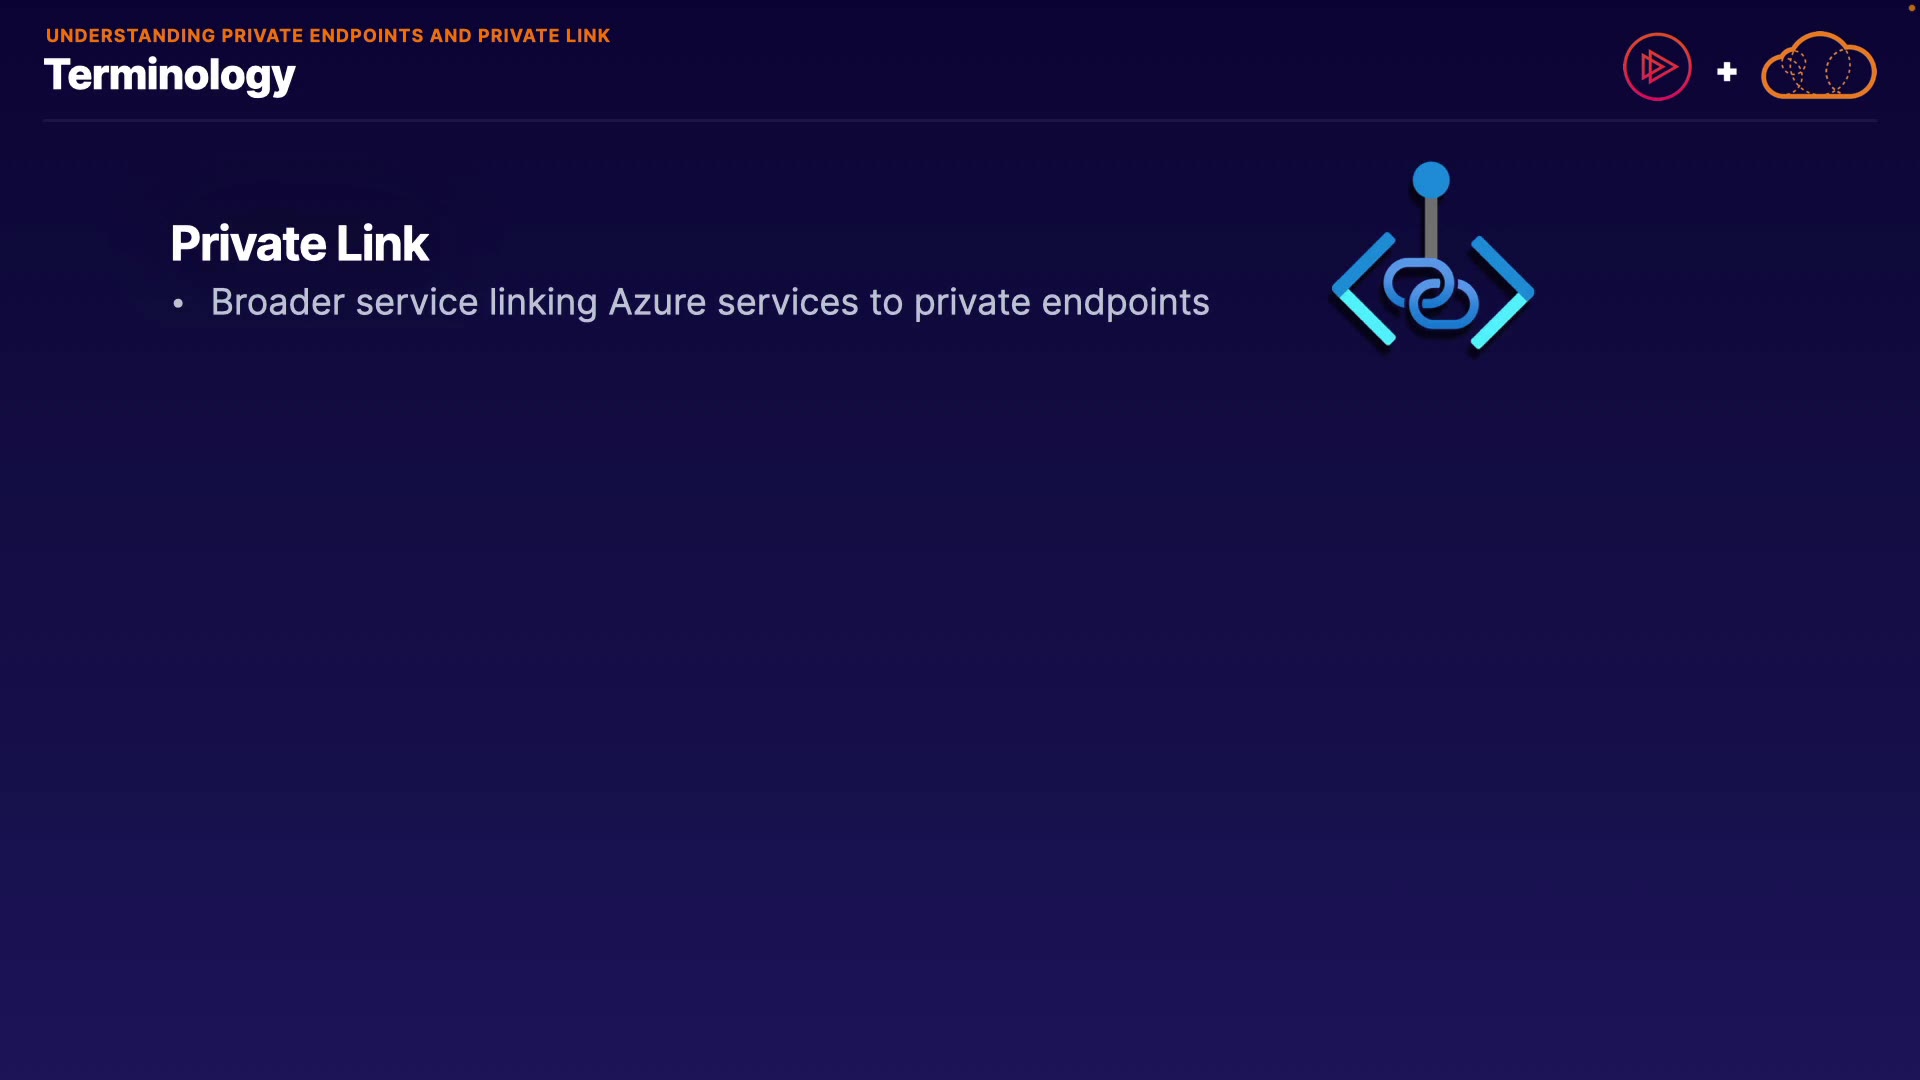 UNDERSTANDING PRIVATE ENDPOINTS AND PRIVATE LINK
Terminology
Private Link
• Broader service linking Azure services to private endpoints